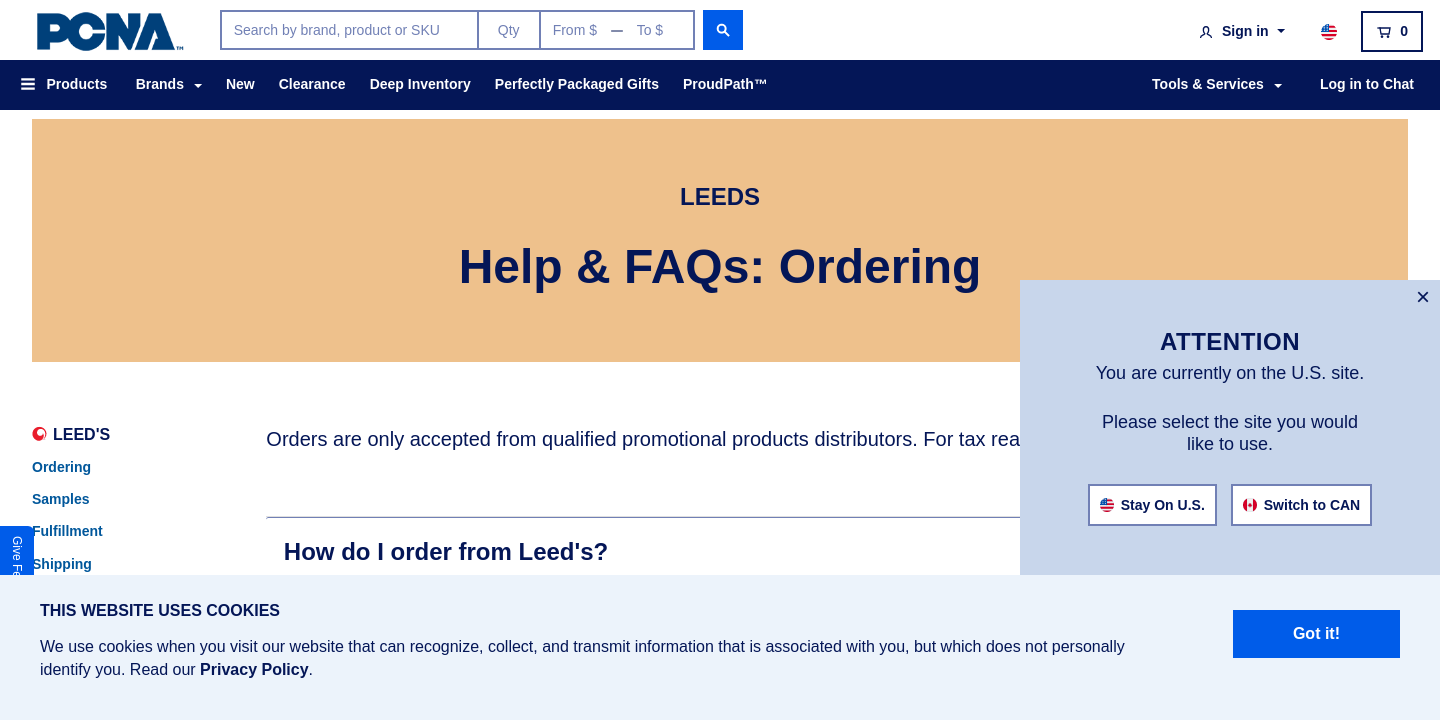 PCNA™
Search by brand, product or SKU
Qty
From $ — To $
Sign in
0
Products
Brands
New
Clearance
Deep Inventory
Perfectly Packaged Gifts
ProudPath™
Tools & Services
Log in to Chat
LEEDS
Help & FAQs: Ordering
×
ATTENTION
You are currently on the U.S. site.
Please select the site you would
like to use.
Stay On U.S.
Switch to CAN
LEED'S
Ordering
Samples
Fulfillment
Shipping
Give Fe
Orders are only accepted from qualified promotional products distributors. For tax rea
How do I order from Leed's?
THIS WEBSITE USES COOKIES
We use cookies when you visit our website that can recognize, collect, and transmit information that is associated with you, but which does not personally
identify you. Read our Privacy Policy.
Got it!